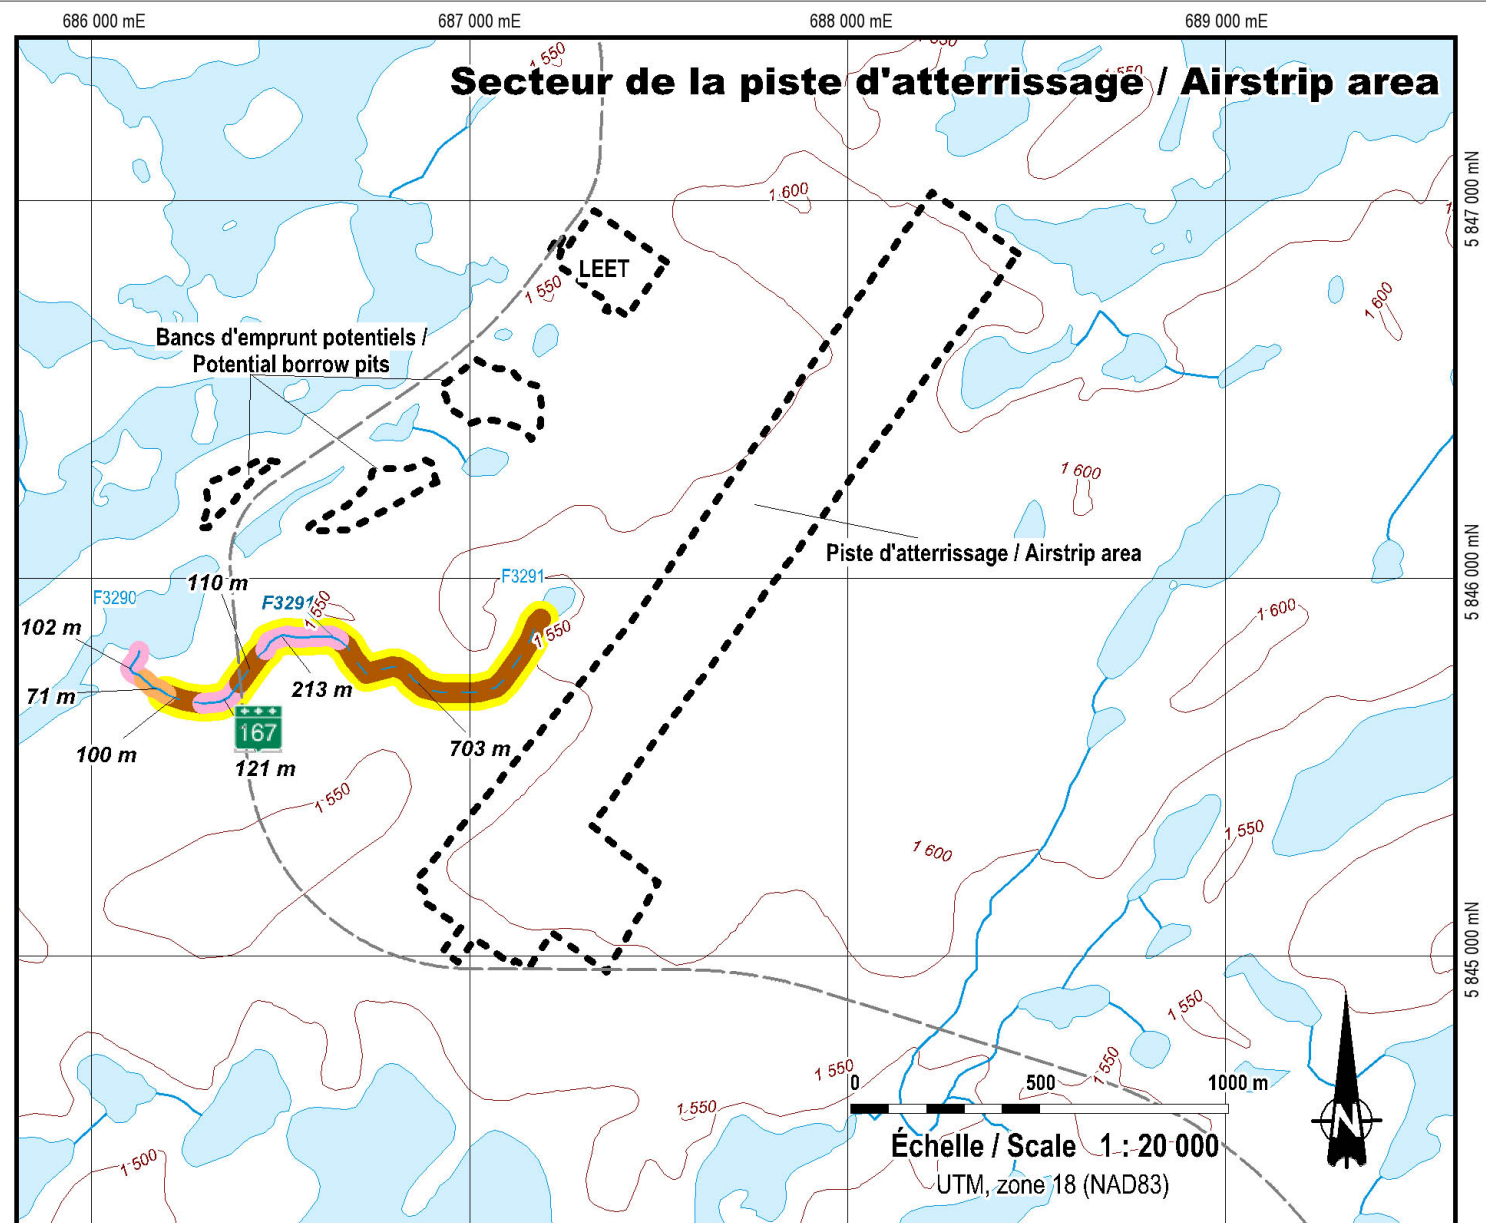 686 000 mE
687 000 mE
688 000 mE
689 000 mE
1 550
Secteur de la piste d'atterrissage / Airstrip area
5 847 000 mN
1 600
LEET
1 550
1 600
Bancs d'emprunt potentiels /
Potential borrow pits
1 600
Piste d'atterrissage / Airstrip area
5 846 000 mN
F3291
110 m
F3290
F3291
1 550
1 600
102 m
1 550
71 m
213 m
167
100 m
703 m
121 m
1 550
1 550
1 600
5 845 000 mN
1 550
1 550
1 550
1 550
0
500
1000 m
Échelle / Scale 1 : 20 000
UTM, zone 18 (NAD83)
1 500
N